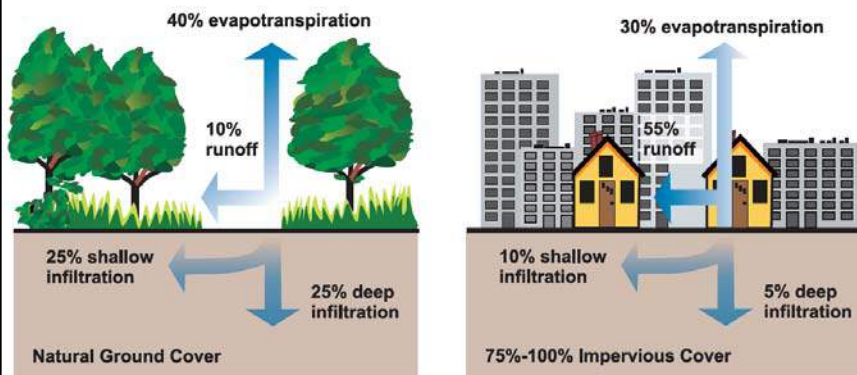 40% evapotranspiration
10%
runoff
25% shallow
infiltration
25% deep
infiltration
Natural Ground Cover
30% evapotranspiration
55%
runoff
10% shallow
infiltration
5% deep
infiltration
75%-100% Impervious Cover